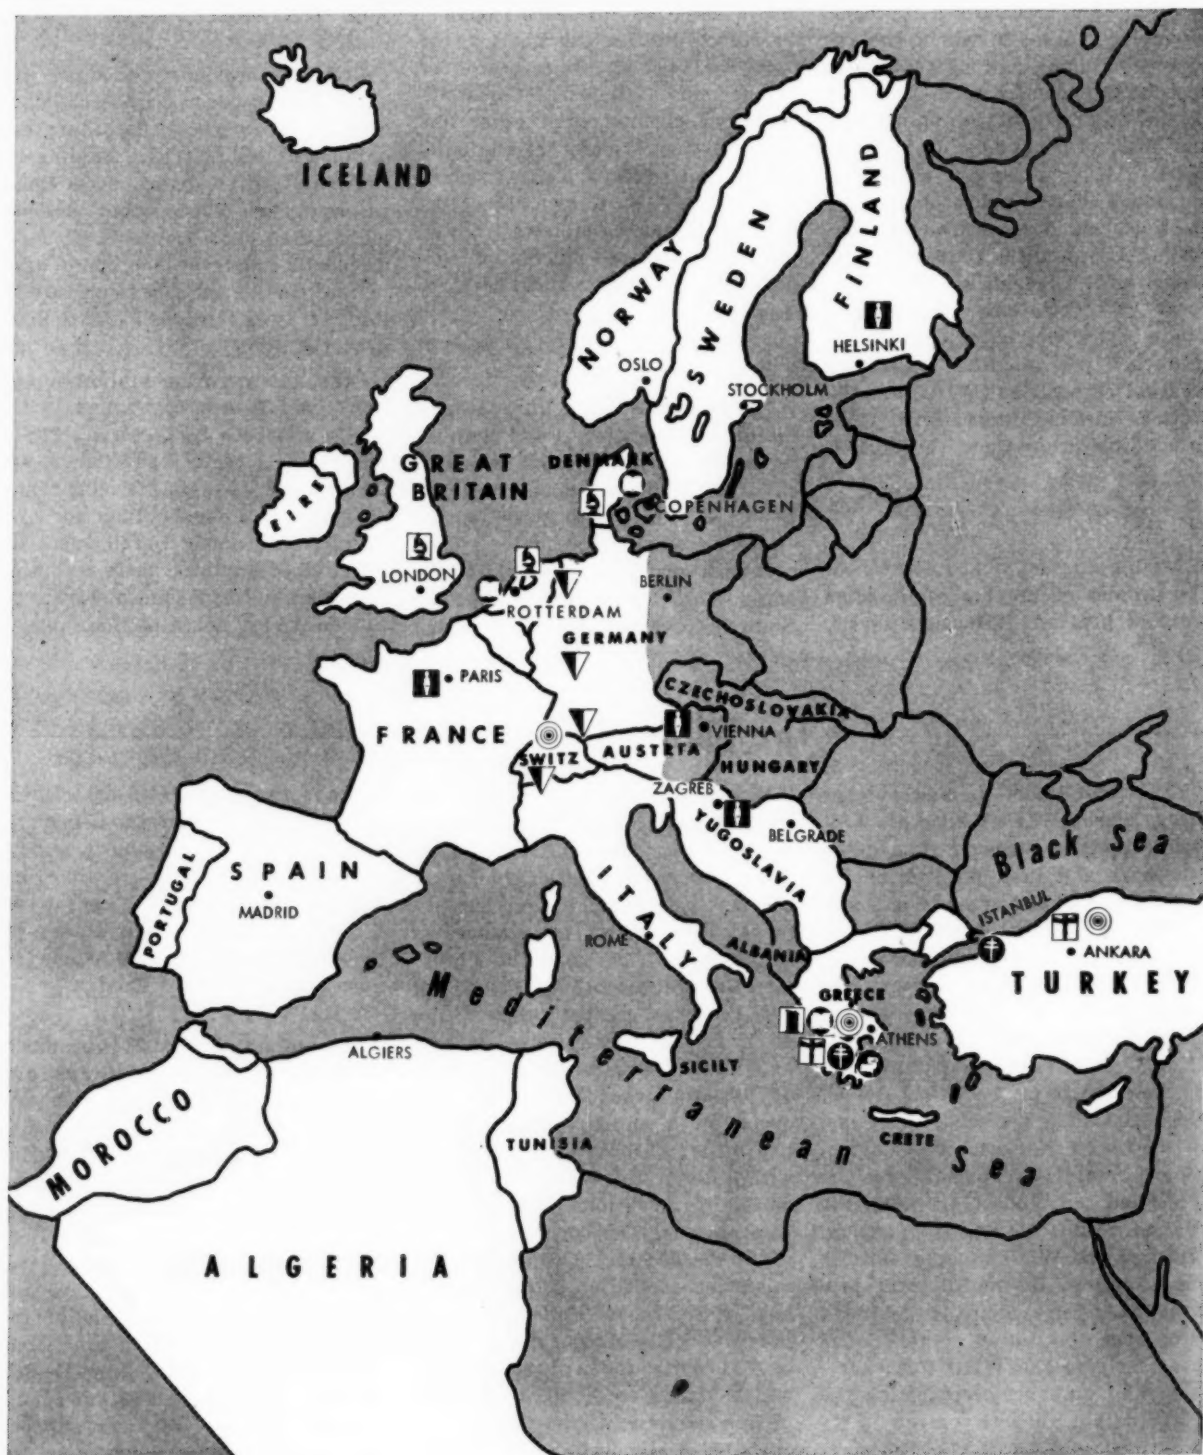 ICELAND
NORWAY
SWEDEN
FINLAND
HELSINKI
OSLO
STOCKHOLM
GREAT
BRITAIN
DENMARK
EIRE
COPENHAGEN
LONDON
BERLIN
ROTTERDAM
GERMANY
PARIS
CZECHOSLOVAKIA
FRANCE
VIENNA
SWITZ
AUSTRIA
HUNGARY
ZAGREB
YUGOSLAVIA
BELGRADE
Black Sea
PORTUGAL
SPAIN
MADRID
ITALY
ROME
ALBANIA
ISTANBUL
ANKARA
TURKEY
GREECE
ATHENS
Mediterranean Sea
ALGIERS
SICILY
CRETE
MOROCCO
TUNISIA
ALGERIA